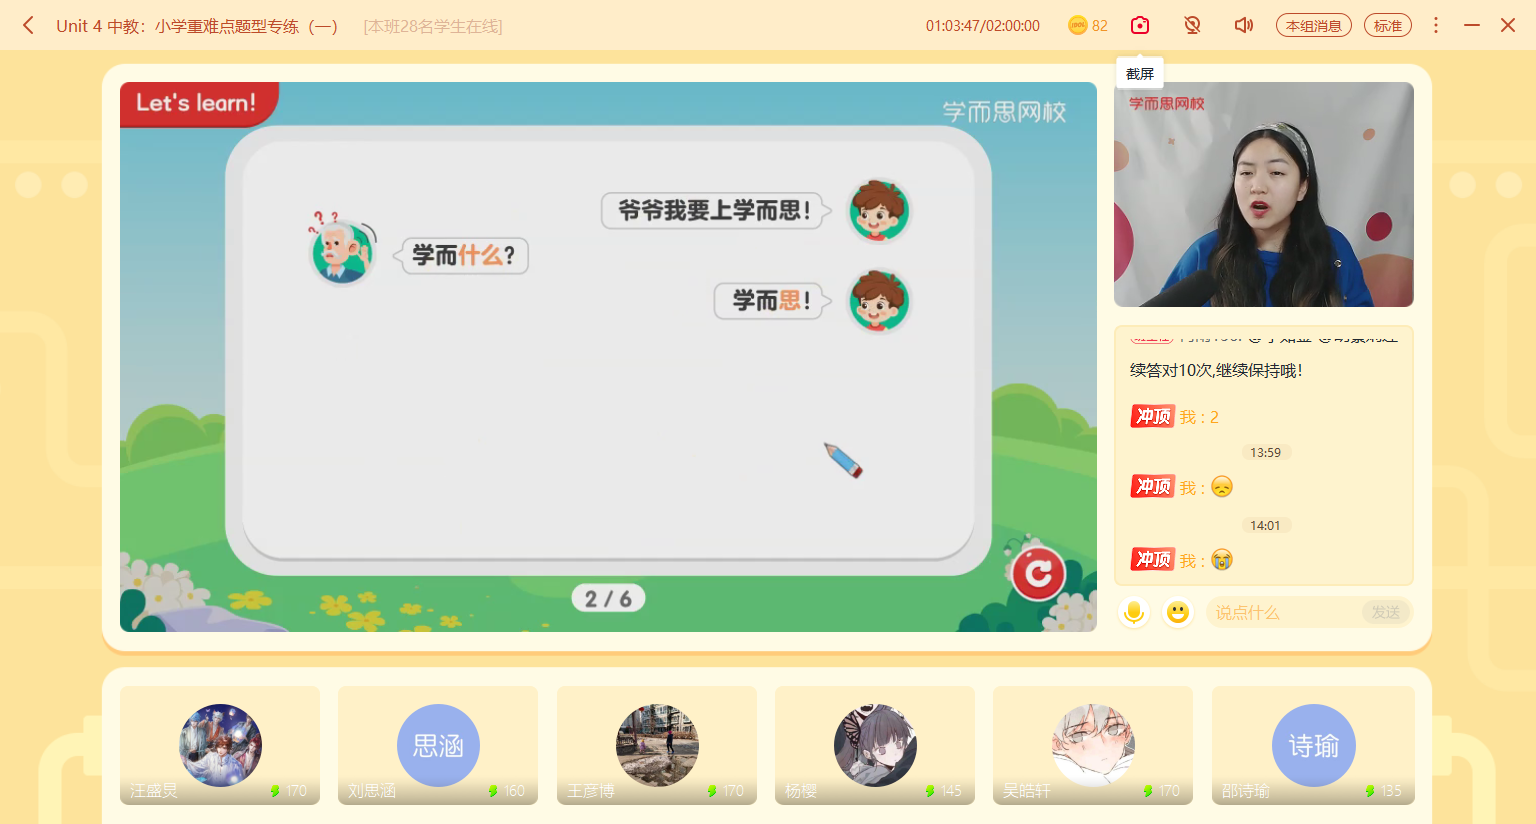 Unit 4 中教：小学重难点题型专练（一）
[本班28名学生在线]
01:03:47/02:00:00
100%
82
本组消息
标准
截屏
Let's learn!
学而思网校
爷爷我要上学而思！
学而什么？
学而思！
2 / 6
学而思网校
续答对10次,继续保持哦！
冲顶 我 : 2
13:59
冲顶 我 :
14:01
冲顶 我 :
说点什么
发送
汪盛炅 170
思涵
刘思涵 160
王彦博 170
杨樱 145
吴皓轩 170
诗瑜
邵诗瑜 135